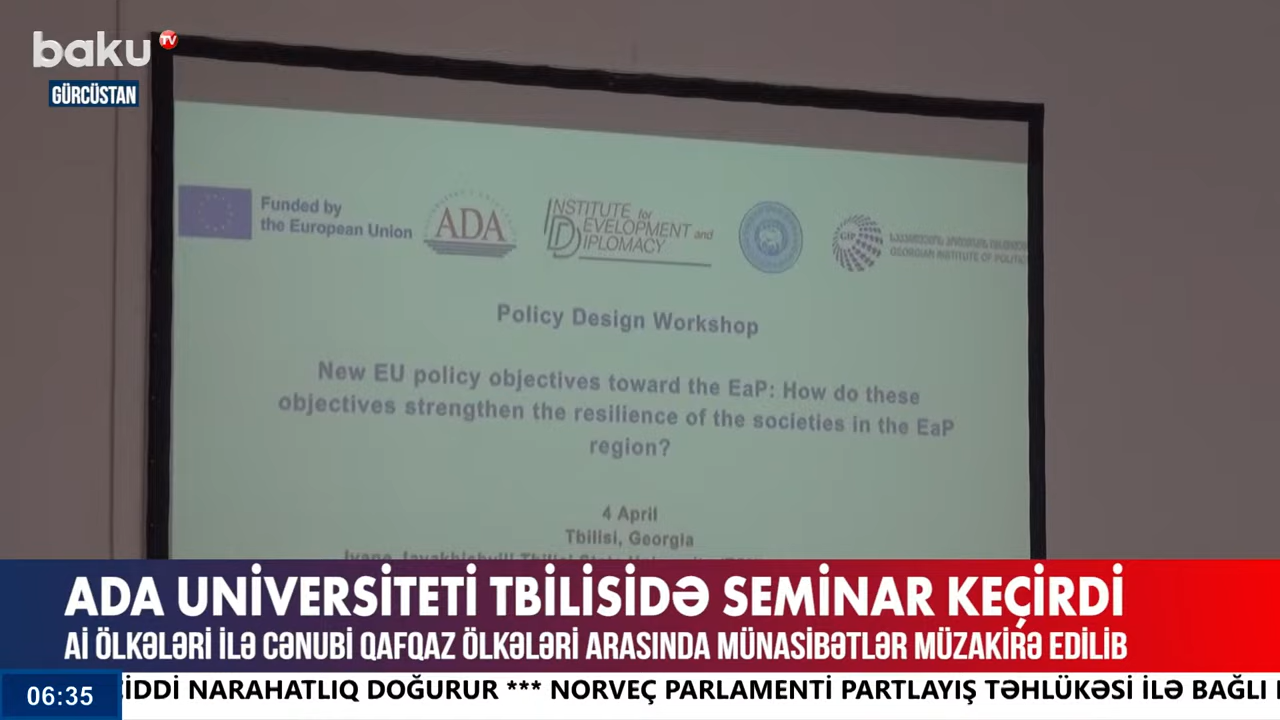 baku TV
GÜRCÜSTAN
Funded by
the European Union
ADA
INSTITUTE for
DEVELOPMENT and
DIPLOMACY
GIP
GEORGIAN INSTITUTE OF POLITIC
Policy Design Workshop
New EU policy objectives toward the EaP: How do these
objectives strengthen the resilience of the societies in the EaP
region?
4 April
Tbilisi, Georgia
ADA UNİVERSİTETİ TBİLİSİDƏ SEMİNAR KEÇİRDİ
Aİ ÖLKƏLƏRİ İLƏ CƏNUBİ QAFQAZ ÖLKƏLƏRİ ARASINDA MÜNASİBƏTLƏR MÜZAKİRƏ EDİLİB
06:35
CİDDİ NARAHATLIQ DOĞURUR *** NORVEÇ PARLAMENTİ PARTLAYIŞ TƏHLÜKƏSİ İLƏ BAĞLI